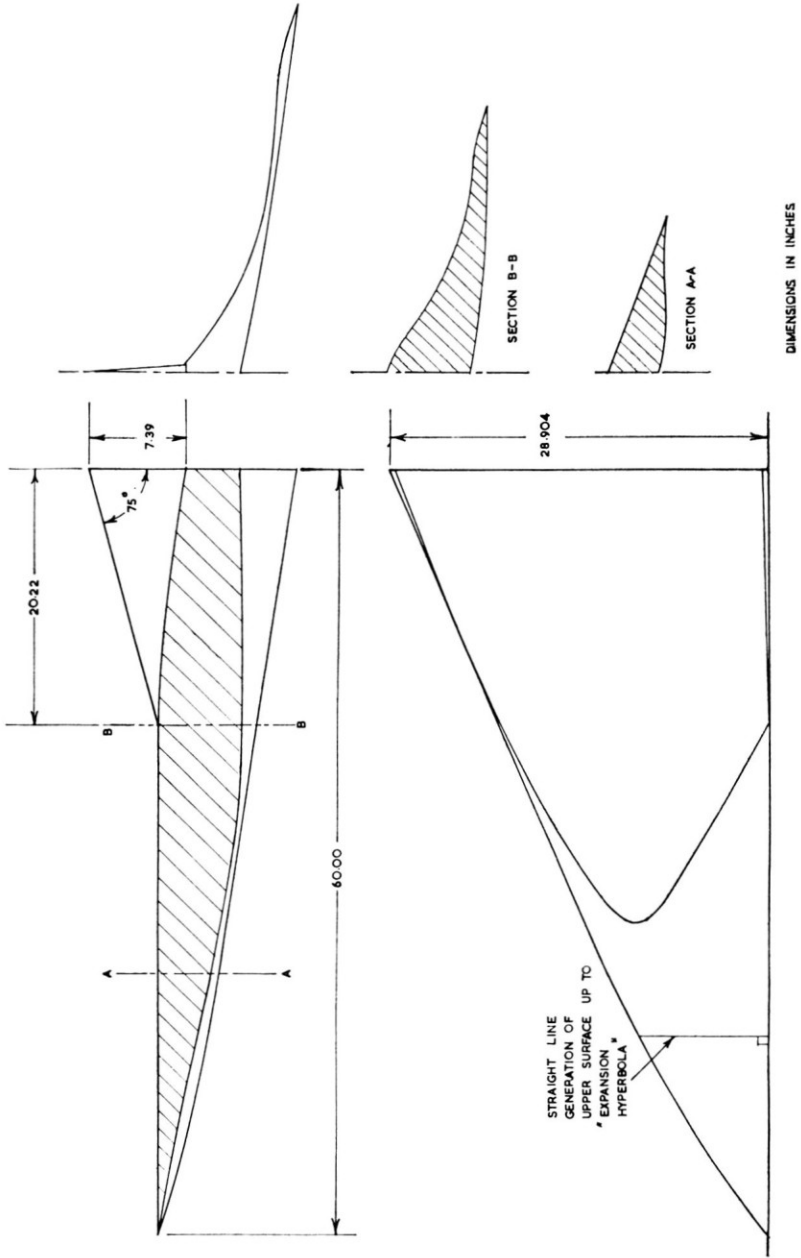 20·22
75°
7.39
B
B
A
A
60·00
SECTION B-B
SECTION A-A
STRAIGHT LINE
GENERATION OF
UPPER SURFACE UP TO
"EXPANSION
HYPERBOLA"
28.904
DIMENSIONS IN INCHES